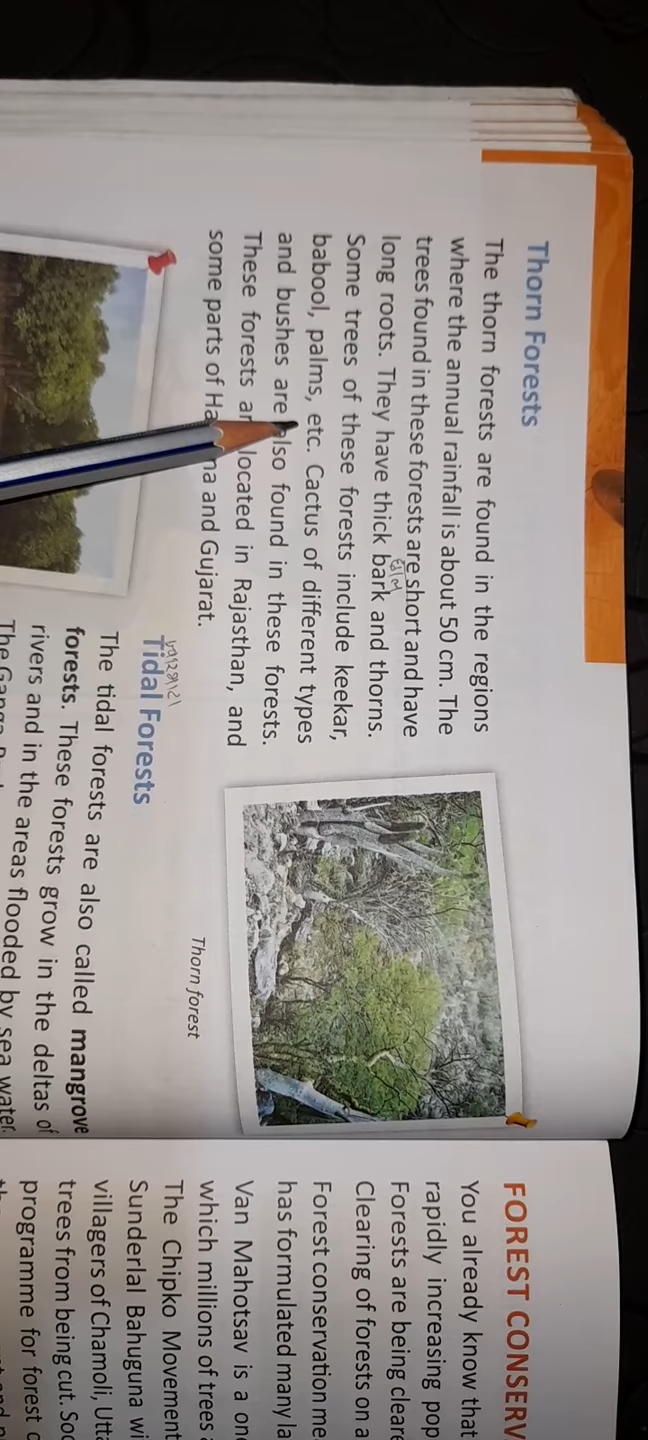 Thorn Forests
The thorn forests are found in the regions
where the annual rainfall is about 50 cm. The
trees found in these forests are short and have
long roots. They have thick bark and thorns.
Some trees of these forests include keekar,
babool, palms, etc. Cactus of different types
and bushes are also found in these forests.
These forests located in Rajasthan, and
some parts of and Gujarat.
Thorn forest
Tidal Forests
The tidal forests are also called mangrove
forests. These forests grow in the deltas of
rivers and in the areas flooded by sea water.
The Ganga
FOREST CONSERV
You already know that
rapidly increasing pop
Forests are being cleare
Clearing of forests on a
Forest conservation me
has formulated many la
Van Mahotsav is a on
which millions of trees
The Chipko Movement
Sunderlal Bahuguna wi
villagers of Chamoli, Utta
trees from being cut. Soc
programme for forest c